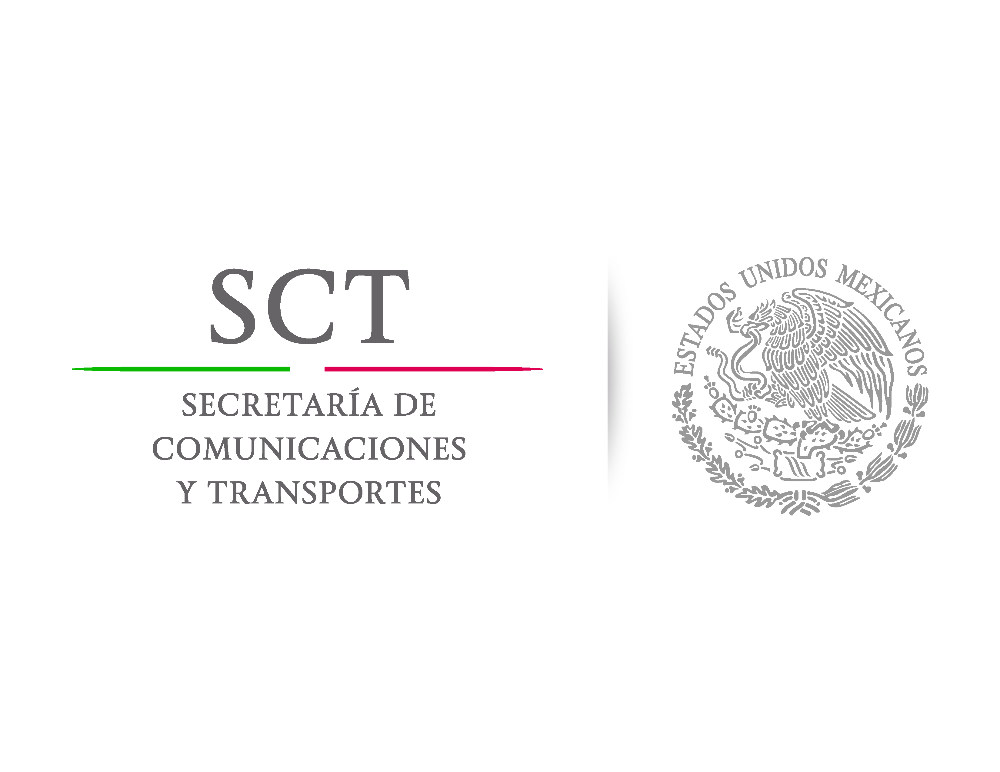 SCT
SECRETARÍA DE
COMUNICACIONES
Y TRANSPORTES
ESTADOS UNIDOS MEXICANOS